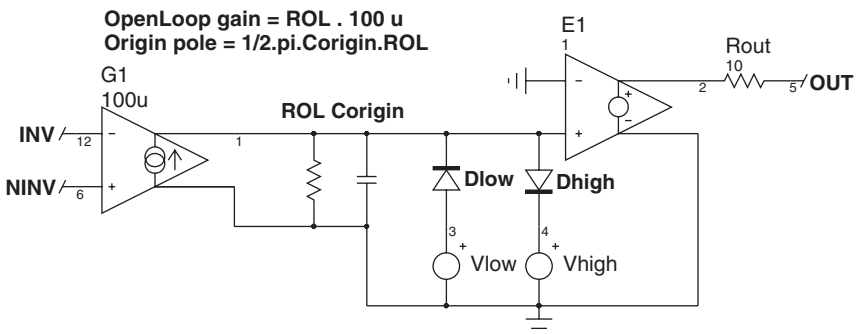 OpenLoop gain = ROL . 100 u
Origin pole = 1/2.pi.Corigin.ROL
G1
100u
E1
1
Rout
10
2
5
OUT
ROL Corigin
INV
12
1
NINV
6
Dlow
Dhigh
3
4
Vlow
Vhigh